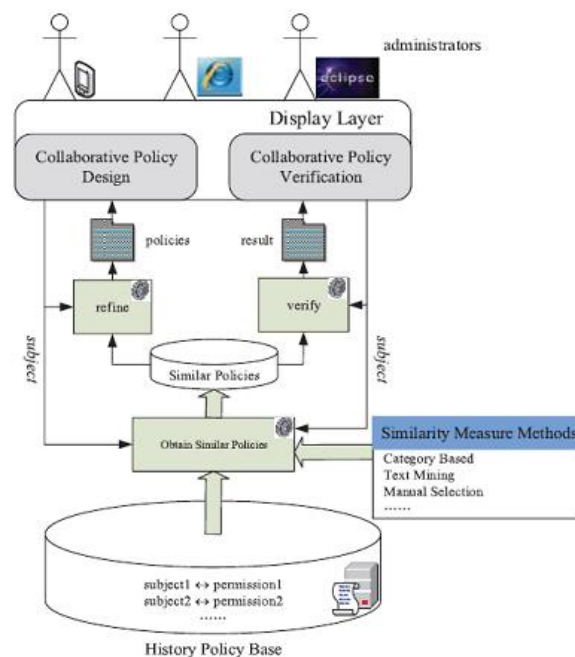 administrators
eclipse
Display Layer
Collaborative Policy
Design
Collaborative Policy
Verification
policies
result
refine
verify
subject
subject
Similar Policies
Obtain Similar Policies
Similarity Measure Methods
Category Based
Text Mining
Manual Selection
......
subject1 ↔ permission1
subject2 ↔ permission2
......
History Policy Base